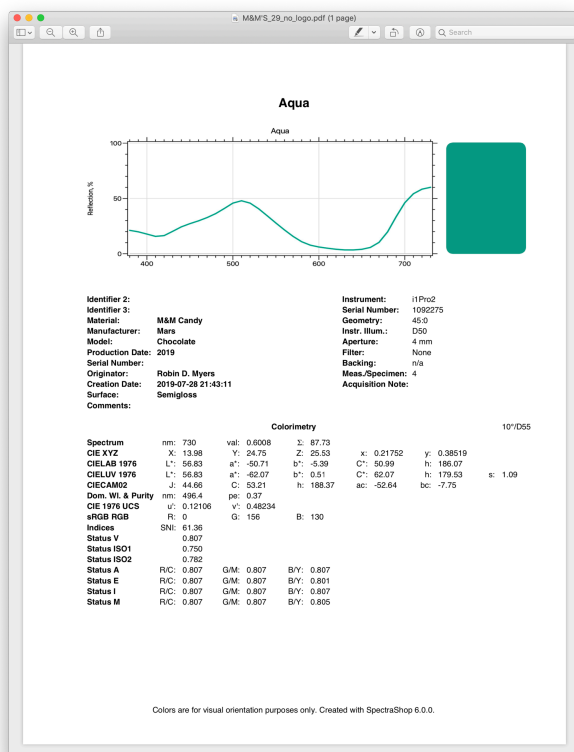 M&M'S_29_no_logo.pdf (1 page)
Search
Aqua
Aqua
100
50
0
Reflection, %
400 500 600 700
Identifier 2:
Identifier 3:
Material: M&M Candy
Manufacturer: Mars
Model: Chocolate
Production Date: 2019
Serial Number:
Originator: Robin D. Myers
Creation Date: 2019-07-28 21:43:11
Surface: Semigloss
Comments:
Instrument: i1Pro2
Serial Number: 1092275
Geometry: 45:0
Instr. Illum.: D50
Aperture: 4 mm
Filter: None
Backing: n/a
Meas./Specimen: 4
Acquisition Note:
Colorimetry 10°/D55
Spectrum nm: 730 val: 0.6008 Σ: 87.73
CIE XYZ X: 13.98 Y: 24.75 Z: 25.53 x: 0.21752 y: 0.38519
CIELAB 1976 L*: 56.83 a*: -50.71 b*: -5.39 C*: 50.99 h: 186.07
CIELUV 1976 L*: 56.83 a*: -62.07 b*: 0.51 C*: 62.07 h: 179.53 s: 1.09
CIECAM02 J: 44.66 C: 53.21 h: 188.37 ac: -52.64 bc: -7.75
Dom. Wl. & Purity nm: 496.4 pe: 0.37
CIE 1976 UCS u': 0.12106 v': 0.48234
sRGB RGB R: 0 G: 156 B: 130
Indices SNI: 61.36
Status V 0.807
Status ISO1 0.750
Status ISO2 0.782
Status A R/C: 0.807 G/M: 0.807 B/Y: 0.807
Status E R/C: 0.807 G/M: 0.807 B/Y: 0.801
Status I R/C: 0.807 G/M: 0.807 B/Y: 0.807
Status M R/C: 0.807 G/M: 0.807 B/Y: 0.805
Colors are for visual orientation purposes only. Created with SpectraShop 6.0.0.